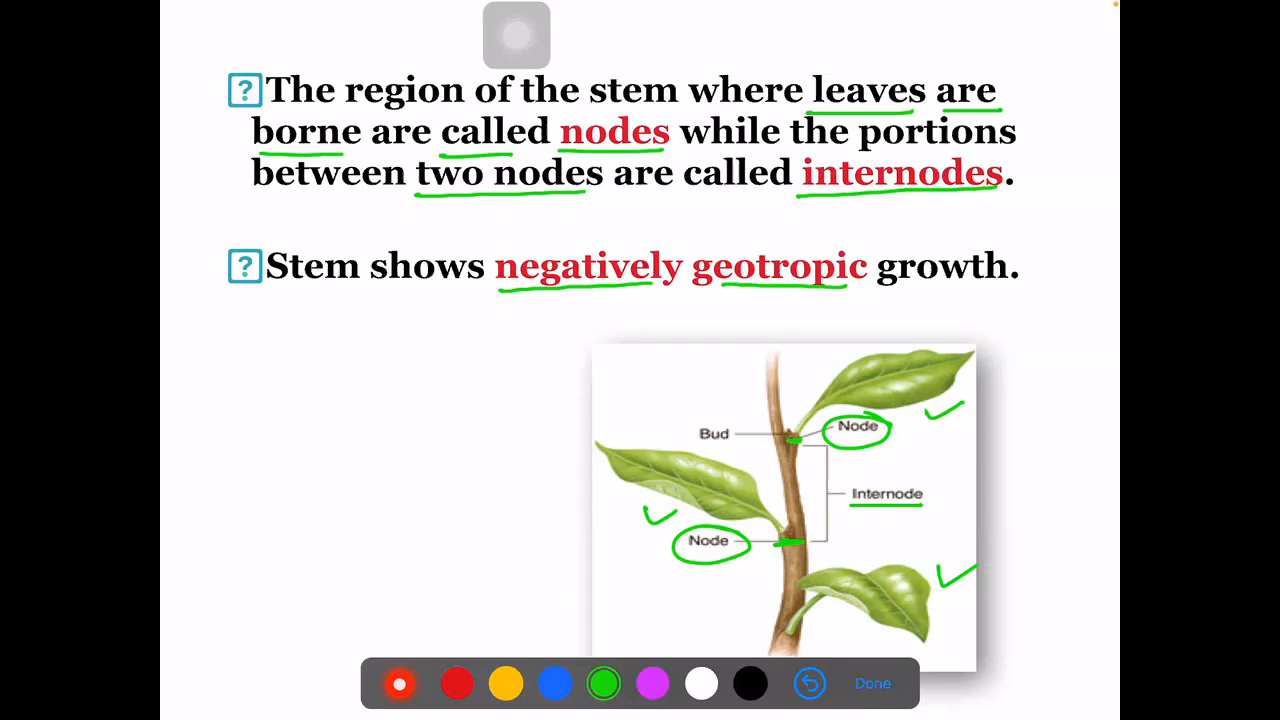 ?The region of the stem where leaves are
borne are called nodes while the portions
between two nodes are called internodes.
?Stem shows negatively geotropic growth.
Bud
Node
Internode
Node
Done